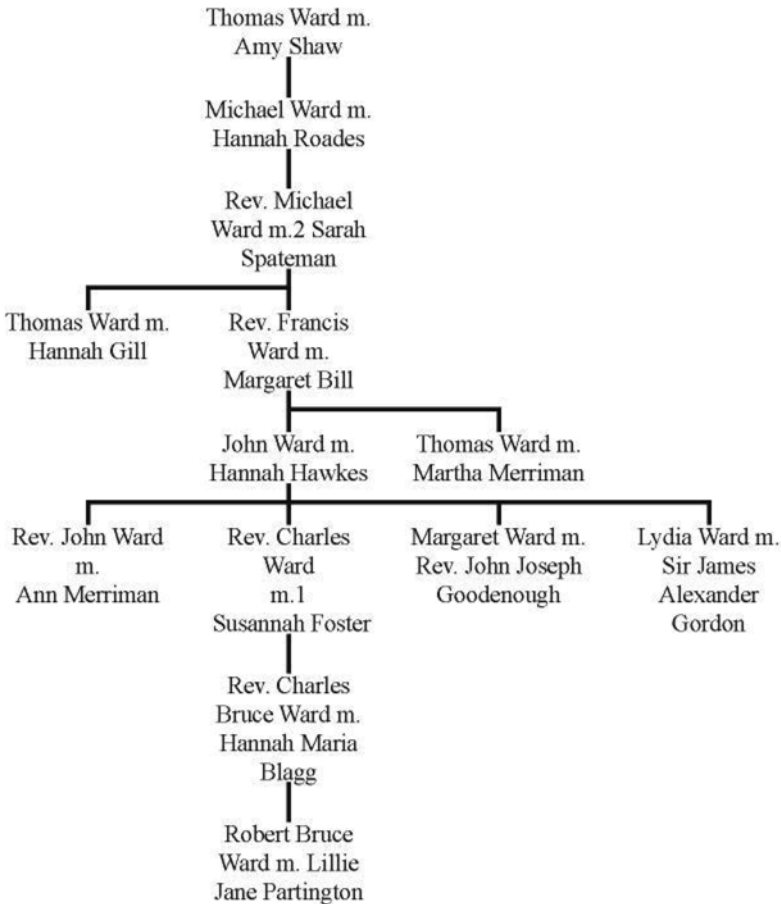 Thomas Ward m.
Amy Shaw
Michael Ward m.
Hannah Roades
Rev. Michael
Ward m.2 Sarah
Spateman
Thomas Ward m.
Hannah Gill
Rev. Francis
Ward m.
Margaret Bill
John Ward m.
Hannah Hawkes
Thomas Ward m.
Martha Merriman
Rev. John Ward
m.
Ann Merriman
Rev. Charles
Ward
m.1
Susannah Foster
Margaret Ward m.
Rev. John Joseph
Goodenough
Lydia Ward m.
Sir James
Alexander
Gordon
Rev. Charles
Bruce Ward m.
Hannah Maria
Blagg
Robert Bruce
Ward m. Lillie
Jane Partington